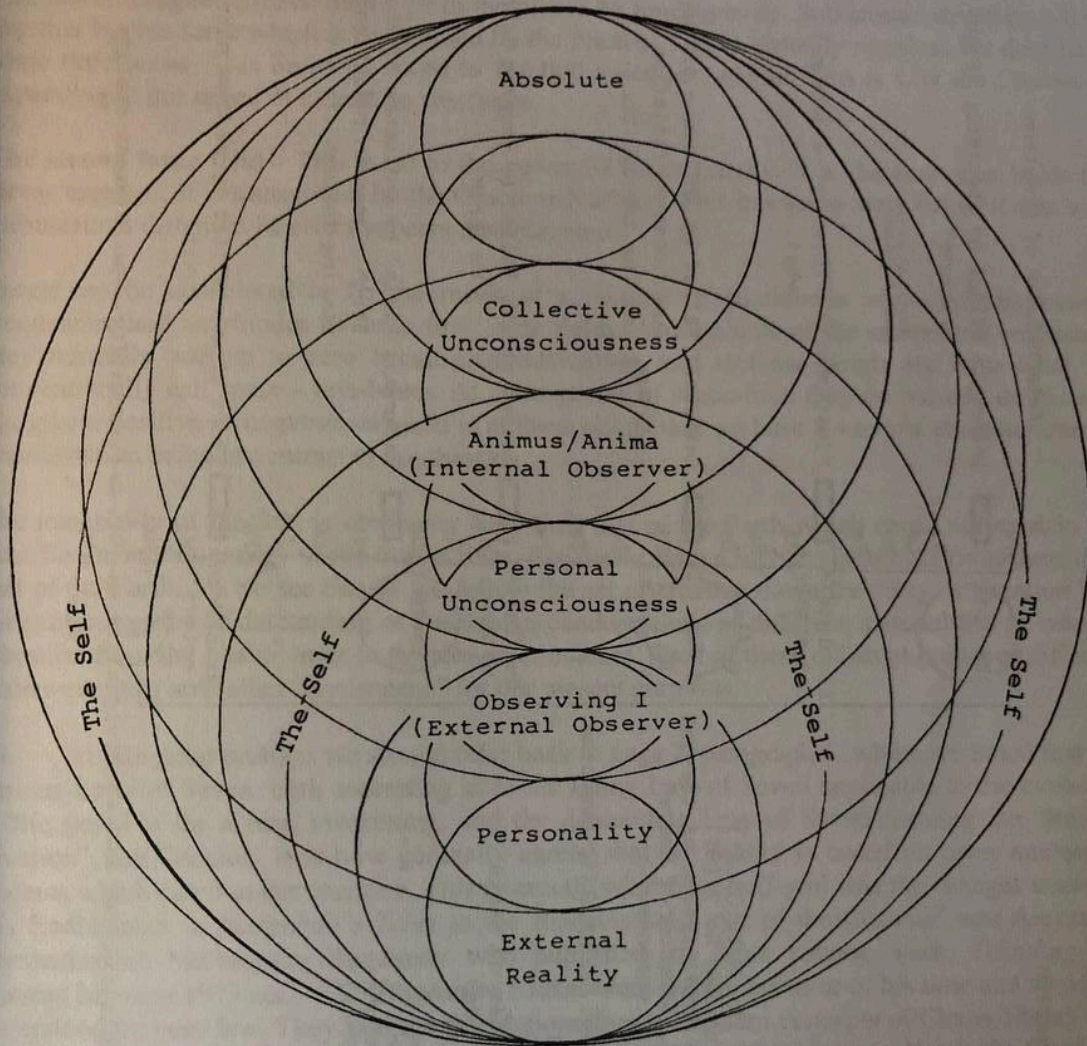 Absolute
Collective
Unconsciousness
Animus/Anima
(Internal Observer)
Personal
Unconsciousness
The Self
The Self
The Self
The Self
Observing I
(External Observer)
Personality
External
Reality